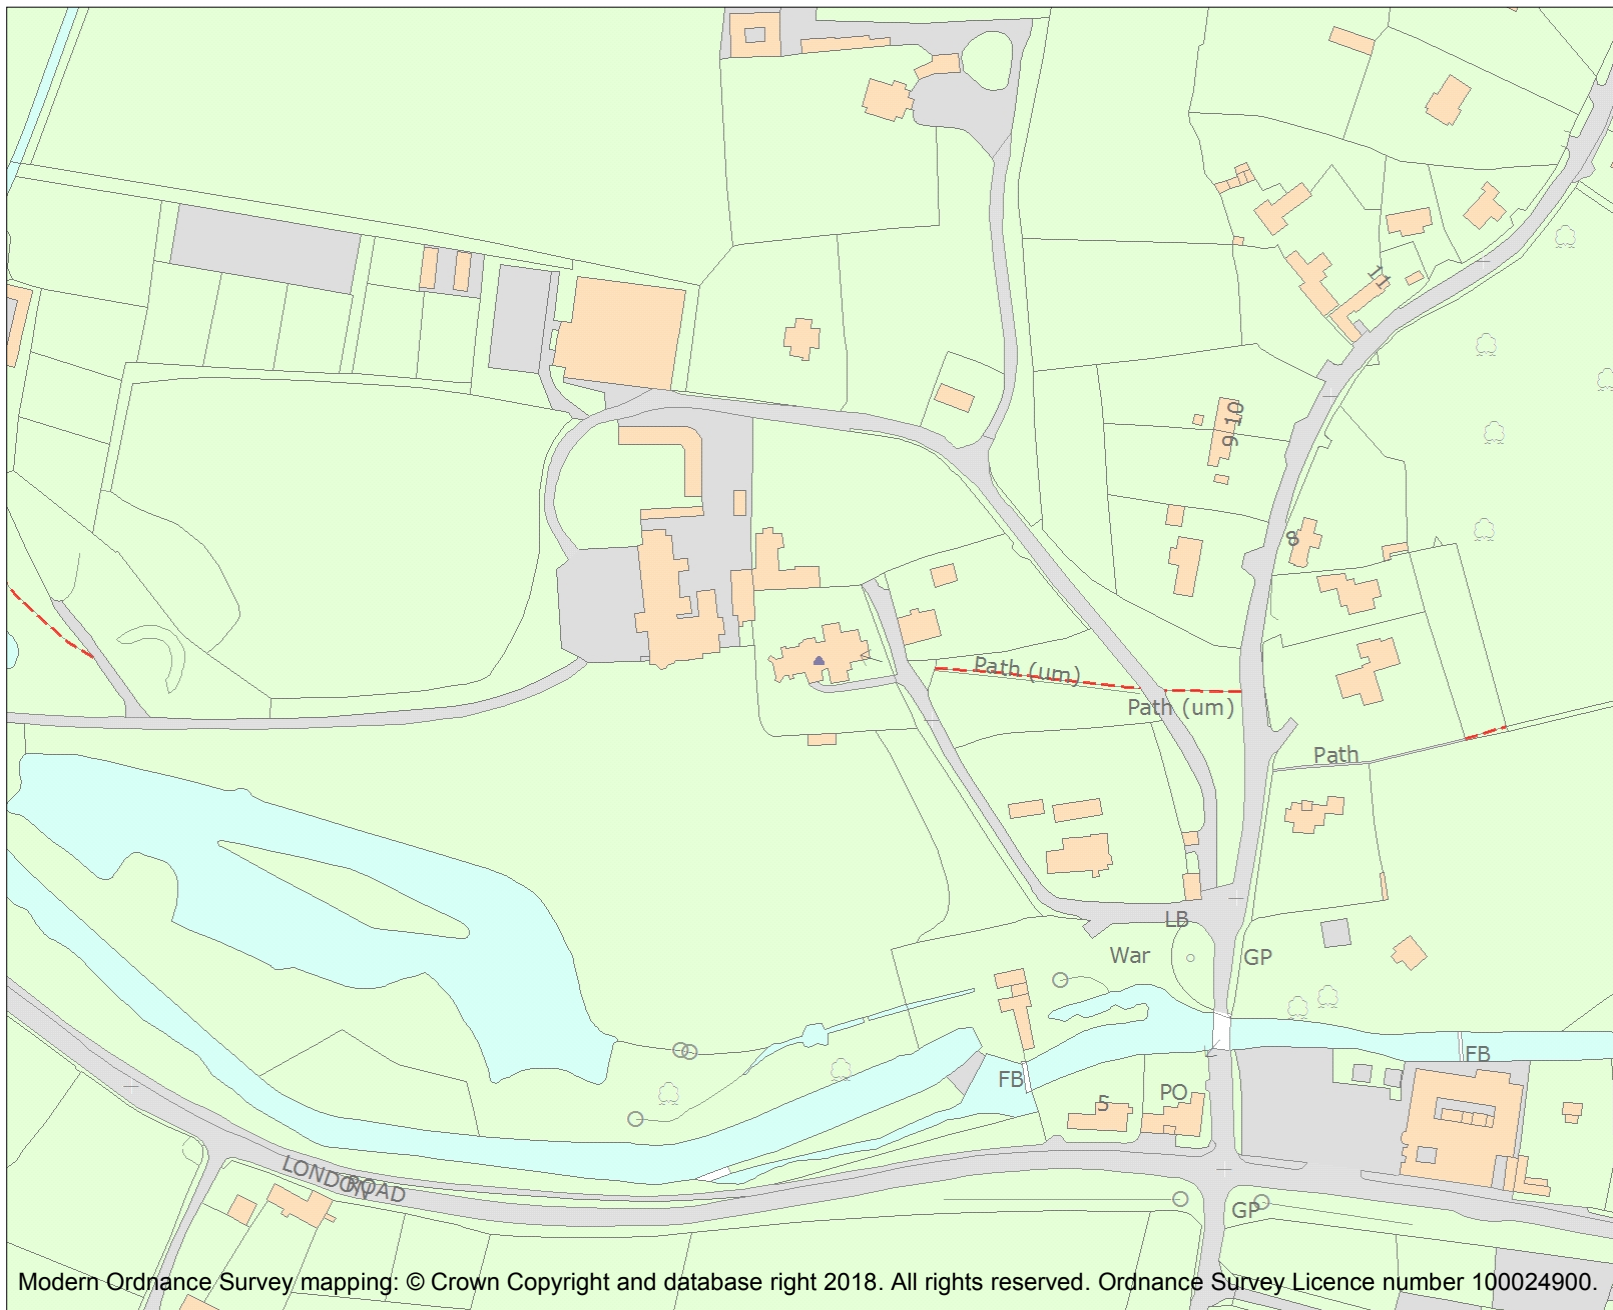 11
9 10
8
Path (um)
Path (um)
Path
LB
War
GP
FB
FB
PO
5
LONDON
ROAD
GP
Modern Ordnance Survey mapping: © Crown Copyright and database right 2018. All rights reserved. Ordnance Survey Licence number 100024900.